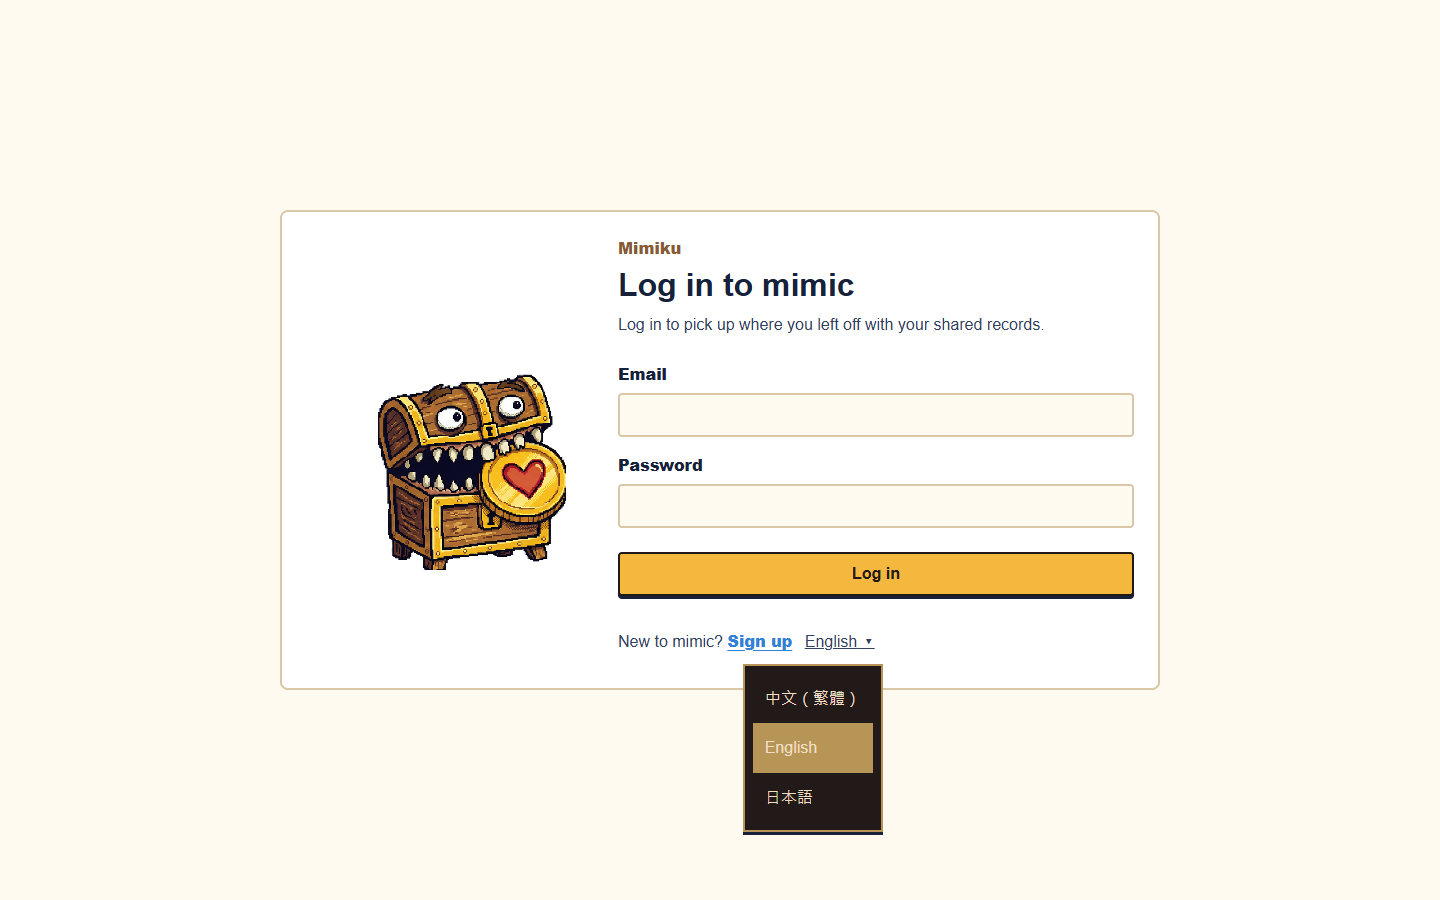 Mimiku
Log in to mimic
Log in to pick up where you left off with your shared records.
Email
Password
Log in
New to mimic? Sign up English ▼
中文（繁體）
English
日本語